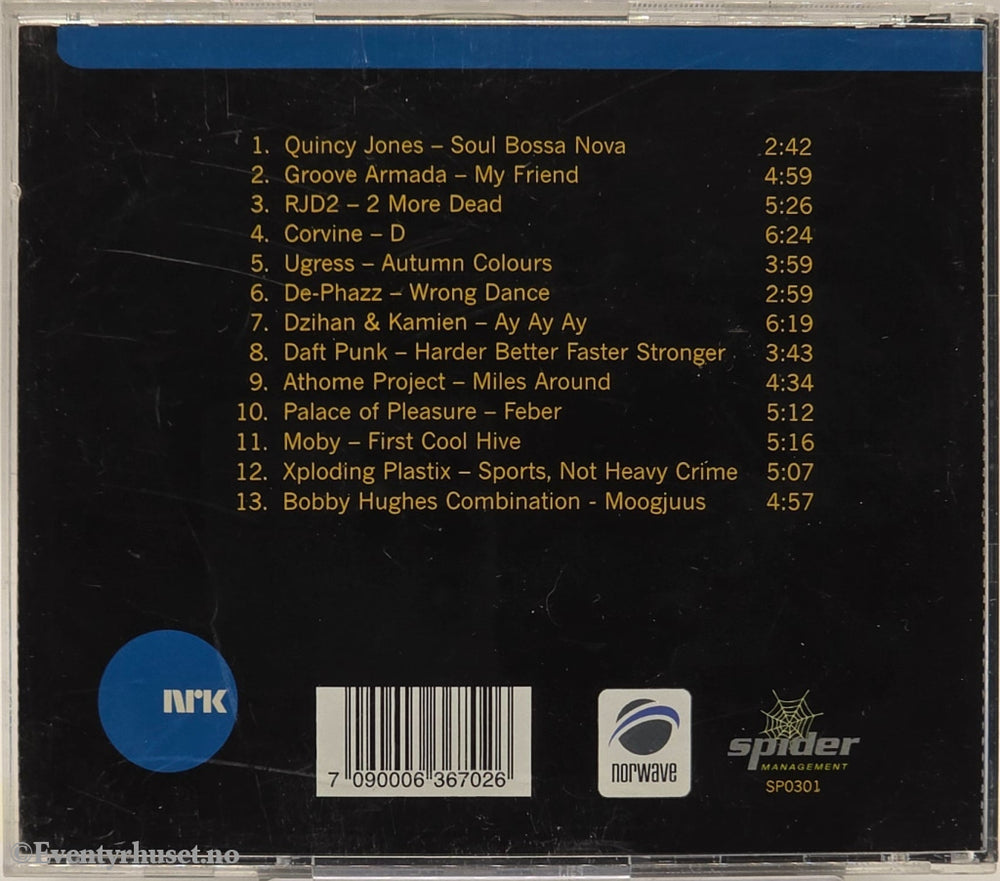 1. Quincy Jones – Soul Bossa Nova 2:42
2. Groove Armada – My Friend 4:59
3. RJD2 – 2 More Dead 5:26
4. Corvine – D 6:24
5. Ugress – Autumn Colours 3:59
6. De-Phazz – Wrong Dance 2:59
7. Dzihan & Kamien – Ay Ay Ay 6:19
8. Daft Punk – Harder Better Faster Stronger 3:43
9. Athome Project – Miles Around 4:34
10. Palace of Pleasure – Feber 5:12
11. Moby – First Cool Hive 5:16
12. Xploding Plastix – Sports, Not Heavy Crime 5:07
13. Bobby Hughes Combination - Moogjuus 4:57
nrk
7 090006 367026
norwave
spider
MANAGEMENT
SP0301
©Eventyrhuset.no